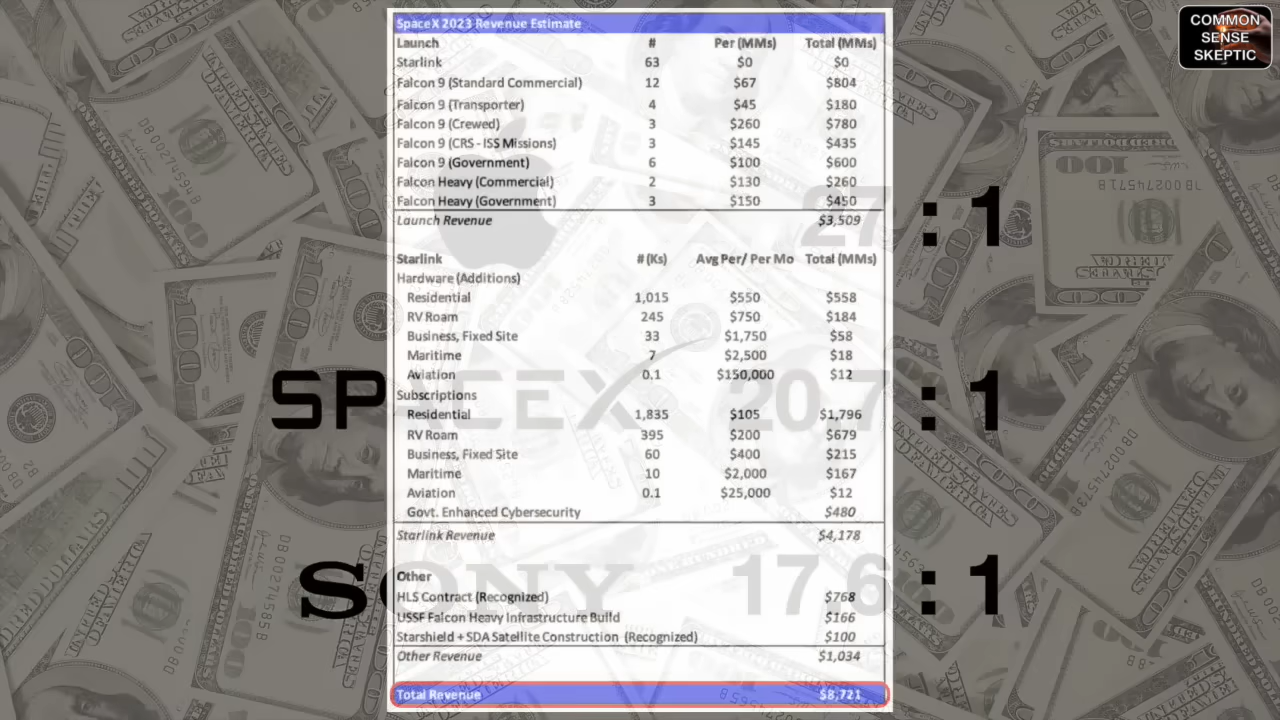 COMMON
SENSE
SKEPTIC
SpaceX 2023 Revenue Estimate
Launch # Per (MMs) Total (MMs)
Starlink 63 $0 $0
Falcon 9 (Standard Commercial) 12 $67 $804
Falcon 9 (Transporter) 4 $45 $180
Falcon 9 (Crewed) 3 $260 $780
Falcon 9 (CRS - ISS Missions) 3 $145 $435
Falcon 9 (Government) 6 $100 $600
Falcon Heavy (Commercial) 2 $130 $260
Falcon Heavy (Government) 3 $150 $450
Launch Revenue $3,509
27 : 1
Starlink # (Ks) Avg Per/ Per Mo Total (MMs)
Hardware (Additions)
Residential 1,015 $550 $558
RV Roam 245 $750 $184
Business, Fixed Site 33 $1,750 $58
Maritime 7 $2,500 $18
Aviation 0.1 $150,000 $12
Subscriptions
SPACEX 20.7 : 1
Residential 1,835 $105 $1,796
RV Roam 395 $200 $679
Business, Fixed Site 60 $400 $215
Maritime 10 $2,000 $167
Aviation 0.1 $25,000 $12
Govt. Enhanced Cybersecurity $480
Starlink Revenue $4,178
Other
SONY 17.6 : 1
HLS Contract (Recognized) $768
USSF Falcon Heavy Infrastructure Build $166
Starshield + SDA Satellite Construction (Recognized) $100
Other Revenue $1,034
Total Revenue $8,721